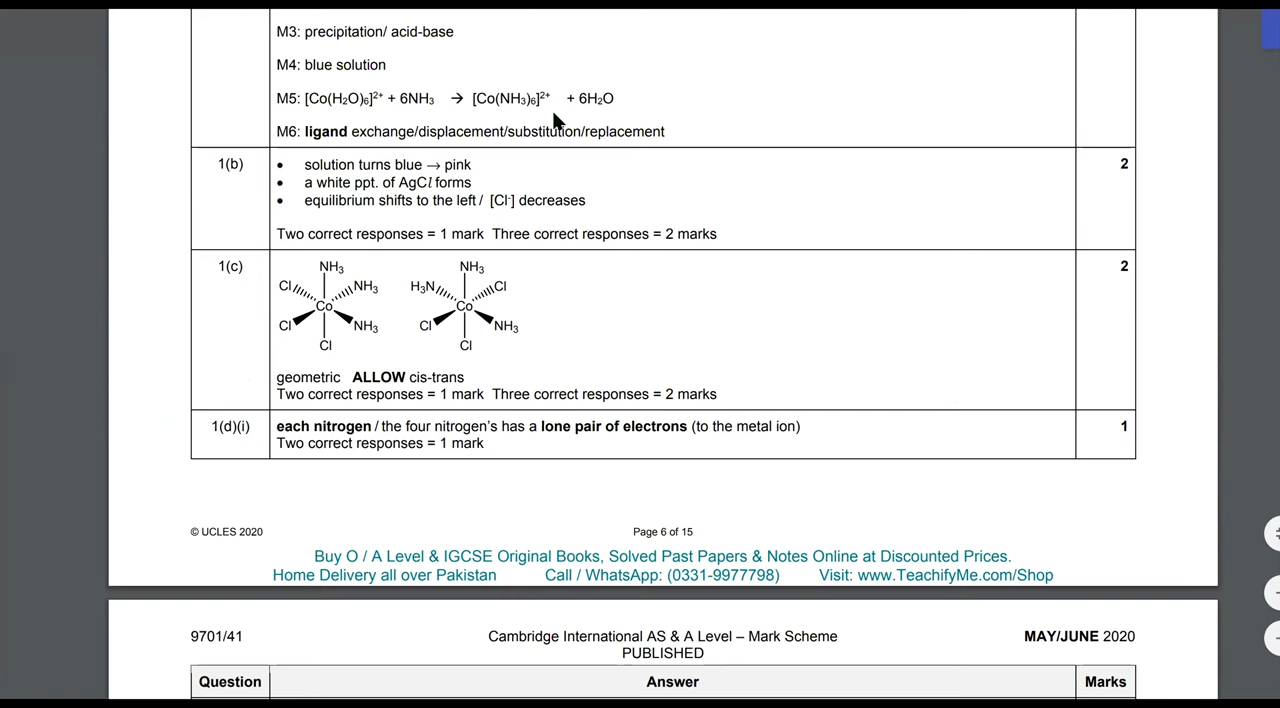 M3: precipitation/ acid-base
M4: blue solution
M5: [Co(H₂O)₆]²⁺ + 6NH₃ → [Co(NH₃)₆]²⁺ + 6H₂O
M6: ligand exchange/displacement/substitution/replacement
1(b) • solution turns blue → pink 2
• a white ppt. of AgCl forms
• equilibrium shifts to the left / [Cl⁻] decreases
Two correct responses = 1 mark Three correct responses = 2 marks
1(c) NH₃ NH₃ 2
Cl NH₃ H₃N Cl
Co Co
Cl NH₃ Cl NH₃
Cl Cl
geometric ALLOW cis-trans
Two correct responses = 1 mark Three correct responses = 2 marks
1(d)(i) each nitrogen / the four nitrogen's has a lone pair of electrons (to the metal ion) 1
Two correct responses = 1 mark
© UCLES 2020 Page 6 of 15
Buy O / A Level & IGCSE Original Books, Solved Past Papers & Notes Online at Discounted Prices.
Home Delivery all over Pakistan Call / WhatsApp: (0331-9977798) Visit: www.TeachifyMe.com/Shop
9701/41 Cambridge International AS & A Level – Mark Scheme MAY/JUNE 2020
PUBLISHED
Question Answer Marks